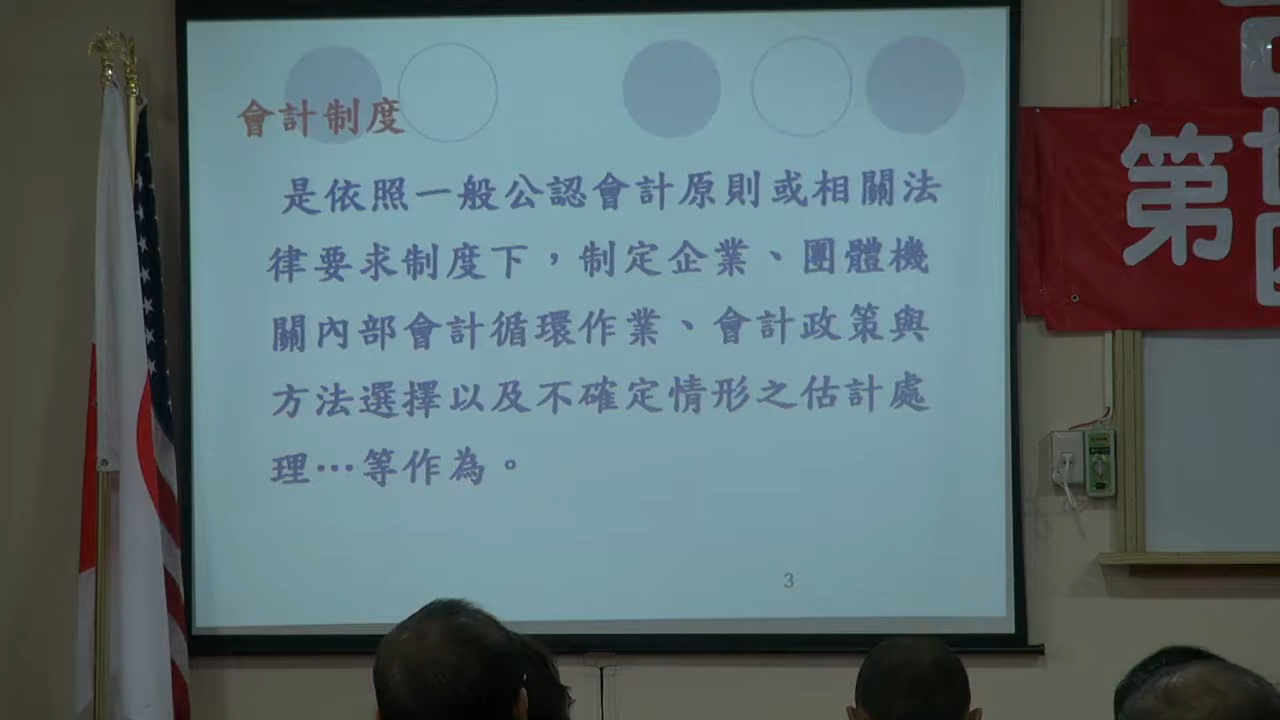 會計制度
是依照一般公認會計原則或相關法
律要求制度下，制定企業、團體機
關內部會計循環作業、會計政策與
方法選擇以及不確定情形之估計處
理…等作為。
3
第